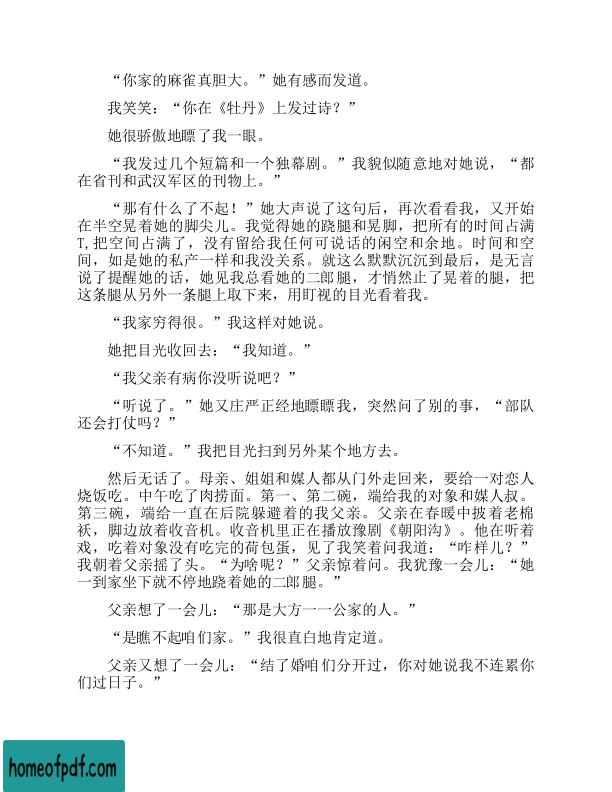 “你家的麻雀真胆大。”她有感而发道。
我笑笑：“你在《牡丹》上发过诗？”
她很骄傲地瞟了我一眼。
“我发过几个短篇和一个独幕剧。”我貌似随意地对她说，“都
在省刊和武汉军区的刊物上。”
“那有什么了不起！”她大声说了这句后，再次看看我，又开始
在半空晃着她的脚尖儿。我觉得她的跷腿和晃脚，把所有的时间占满
T,把空间占满了，没有留给我任何可说话的闲空和余地。时间和空
间，如是她的私产一样和我没关系。就这么默默沉沉到最后，是无言
说了提醒她的话，她见我总看她的二郎腿，才悄然止了晃着的腿，把
这条腿从另外一条腿上取下来，用盯视的目光看着我。
“我家穷得很。”我这样对她说。
她把目光收回去：“我知道。”
“我父亲有病你没听说吧？”
“听说了。”她又庄严正经地瞟瞟我，突然问了别的事，“部队
还会打仗吗？”
“不知道。”我把目光扫到另外某个地方去。
然后无话了。母亲、姐姐和媒人都从门外走回来，要给一对恋人
烧饭吃。中午吃了肉捞面。第一、第二碗，端给我的对象和媒人叔。
第三碗，端给一直在后院躲避着的我父亲。父亲在春暖中披着老棉
袄，脚边放着收音机。收音机里正在播放豫剧《朝阳沟》。他在听着
戏，吃着对象没有吃完的荷包蛋，见了我笑着问我道：“咋样儿？”
我朝着父亲摇了头。“为啥呢？”父亲惊着问。我犹豫一会儿：“她
一到家坐下就不停地跷着她的二郎腿。”
父亲想了一会儿：“那是大方一一公家的人。”
“是瞧不起咱们家。”我很直白地肯定道。
父亲又想了一会儿：“结了婚咱们分开过，你对她说我不连累你
们过日子。”
homeofpdf.com